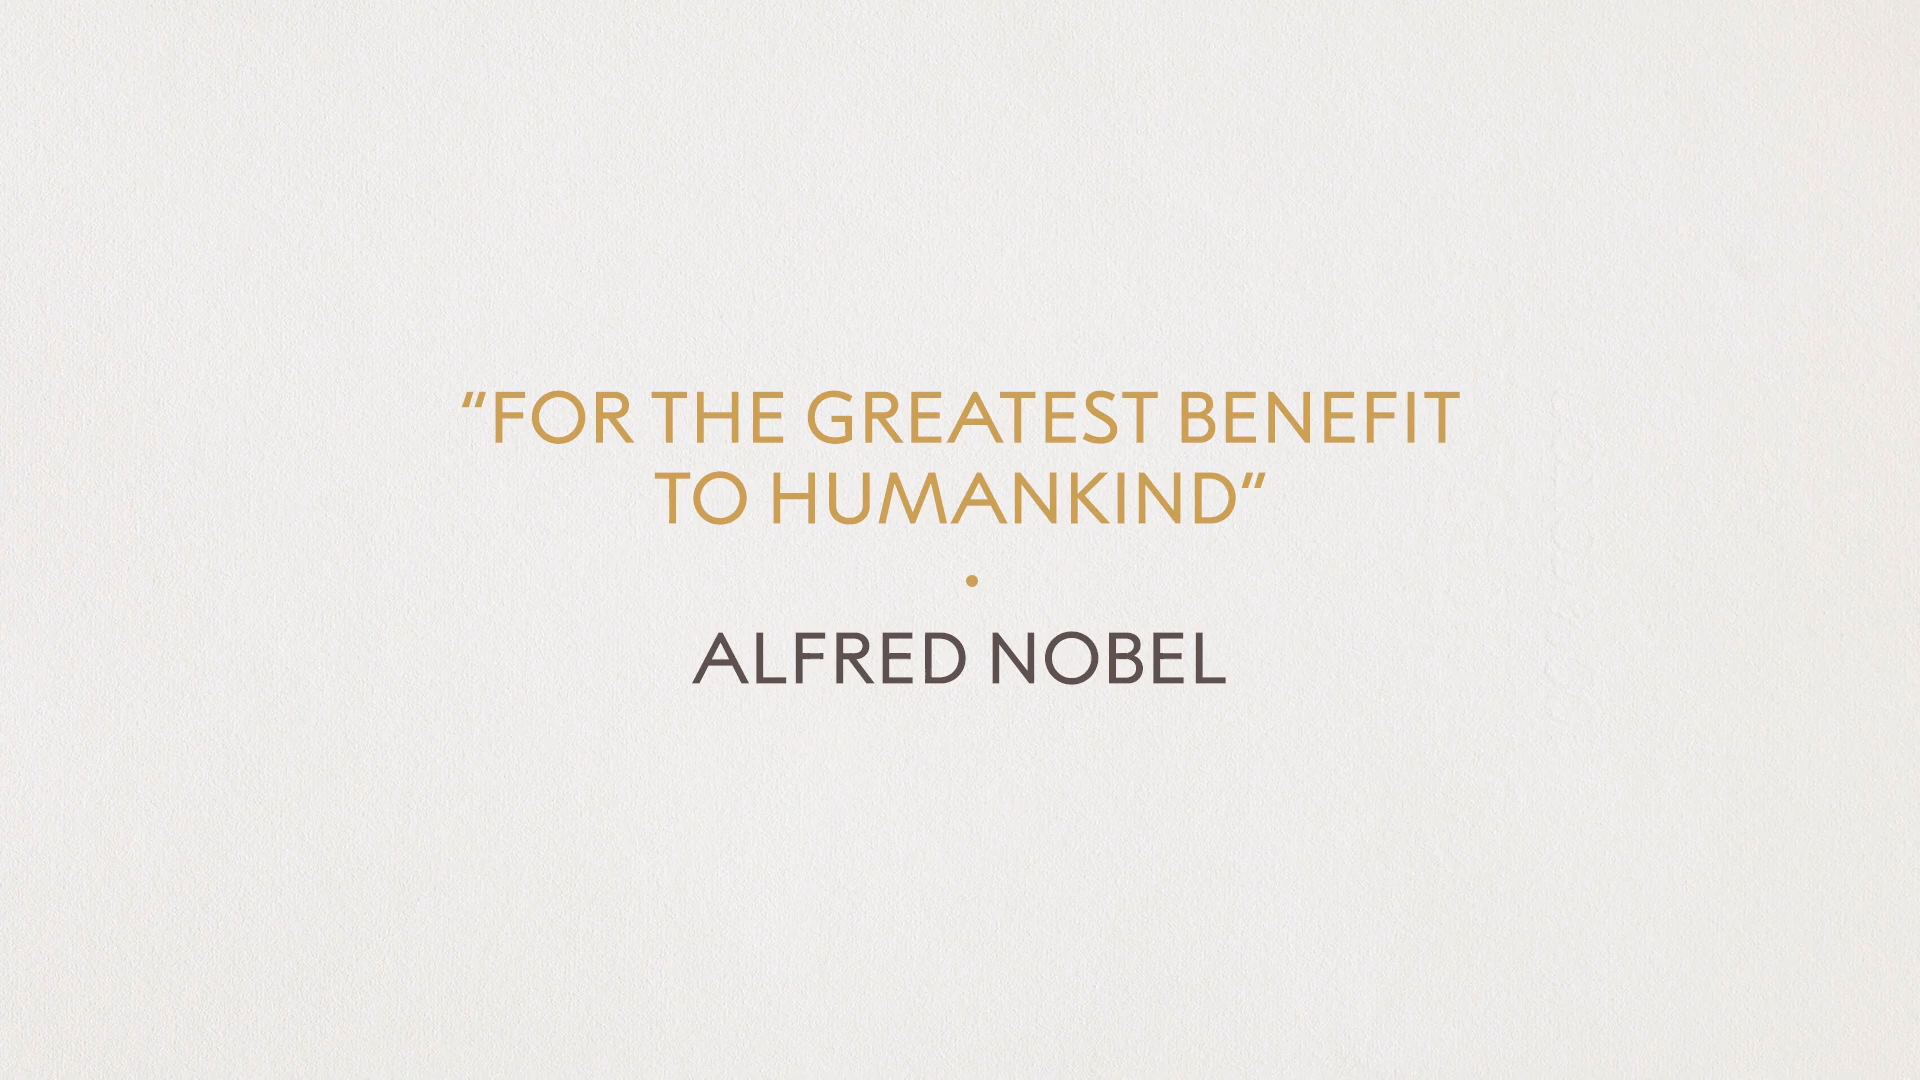 “FOR THE GREATEST BENEFIT
TO HUMANKIND“
•
ALFRED NOBEL